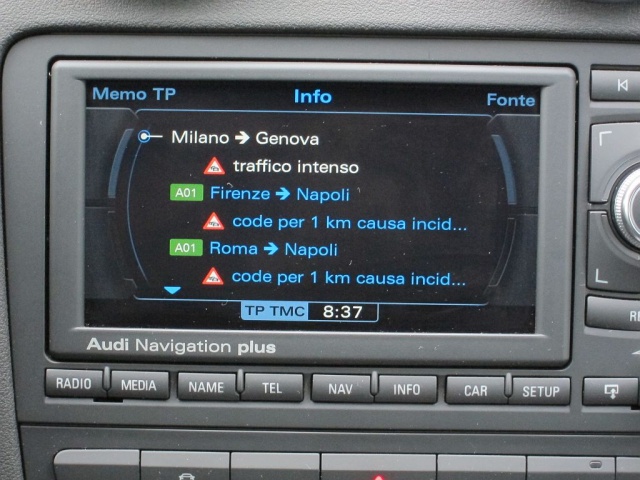 Memo TP Info Fonte
Milano → Genova
traffico intenso
A01 Firenze → Napoli
code per 1 km causa incid...
A01 Roma → Napoli
code per 1 km causa incid...
TP TMC 8:37
Audi Navigation plus
RADIO MEDIA NAME TEL NAV INFO CAR SETUP